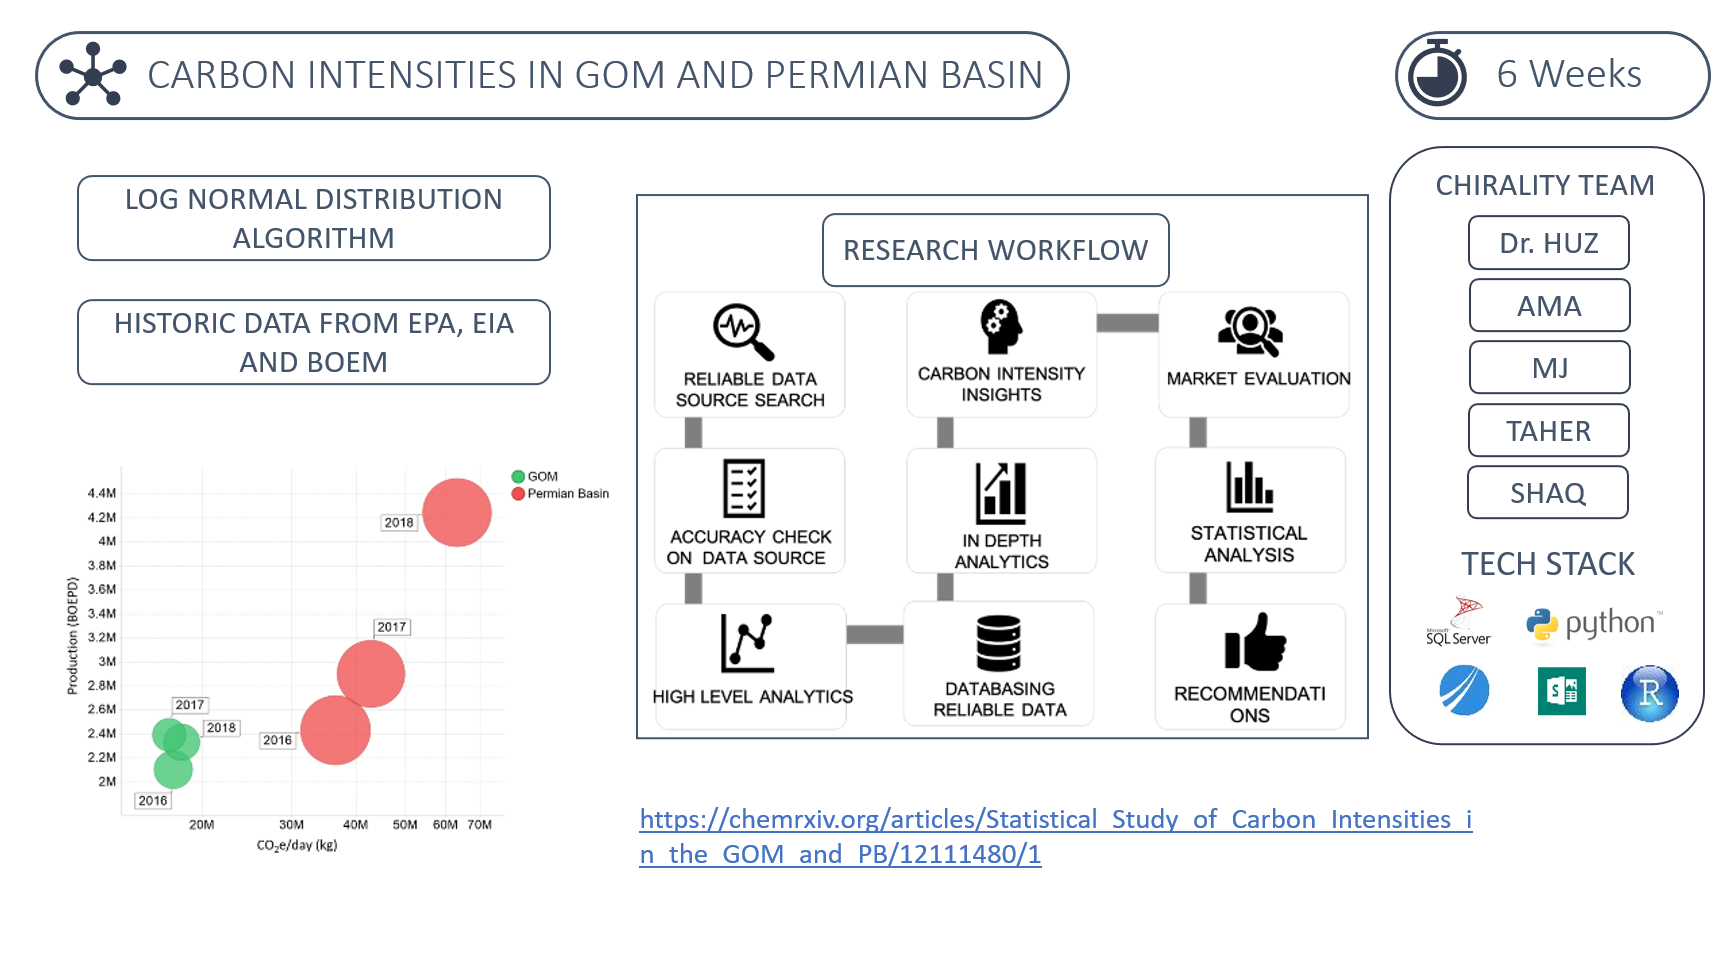 CARBON INTENSITIES IN GOM AND PERMIAN BASIN
6 Weeks
LOG NORMAL DISTRIBUTION
ALGORITHM
HISTORIC DATA FROM EPA, EIA
AND BOEM
GOM
Permian Basin
4.4M
4.2M
4M
3.8M
3.6M
3.4M
3.2M
3M
2.8M
2.6M
2.4M
2.2M
2M
Production (BOEPD)
2018
2017
2016
2017
2018
2016
20M
30M
40M
50M
60M
70M
CO₂e/day (kg)
RESEARCH WORKFLOW
RELIABLE DATA
SOURCE SEARCH
ACCURACY CHECK
ON DATA SOURCE
HIGH LEVEL ANALYTICS
DATABASING
RELIABLE DATA
IN DEPTH
ANALYTICS
CARBON INTENSITY
INSIGHTS
MARKET EVALUATION
STATISTICAL
ANALYSIS
RECOMMENDATI
ONS
https://chemrxiv.org/articles/Statistical_Study_of_Carbon_Intensities_i
n_the_GOM_and_PB/12111480/1
CHIRALITY TEAM
Dr. HUZ
AMA
MJ
TAHER
SHAQ
TECH STACK
Microsoft
SQL Server
python™
S
R